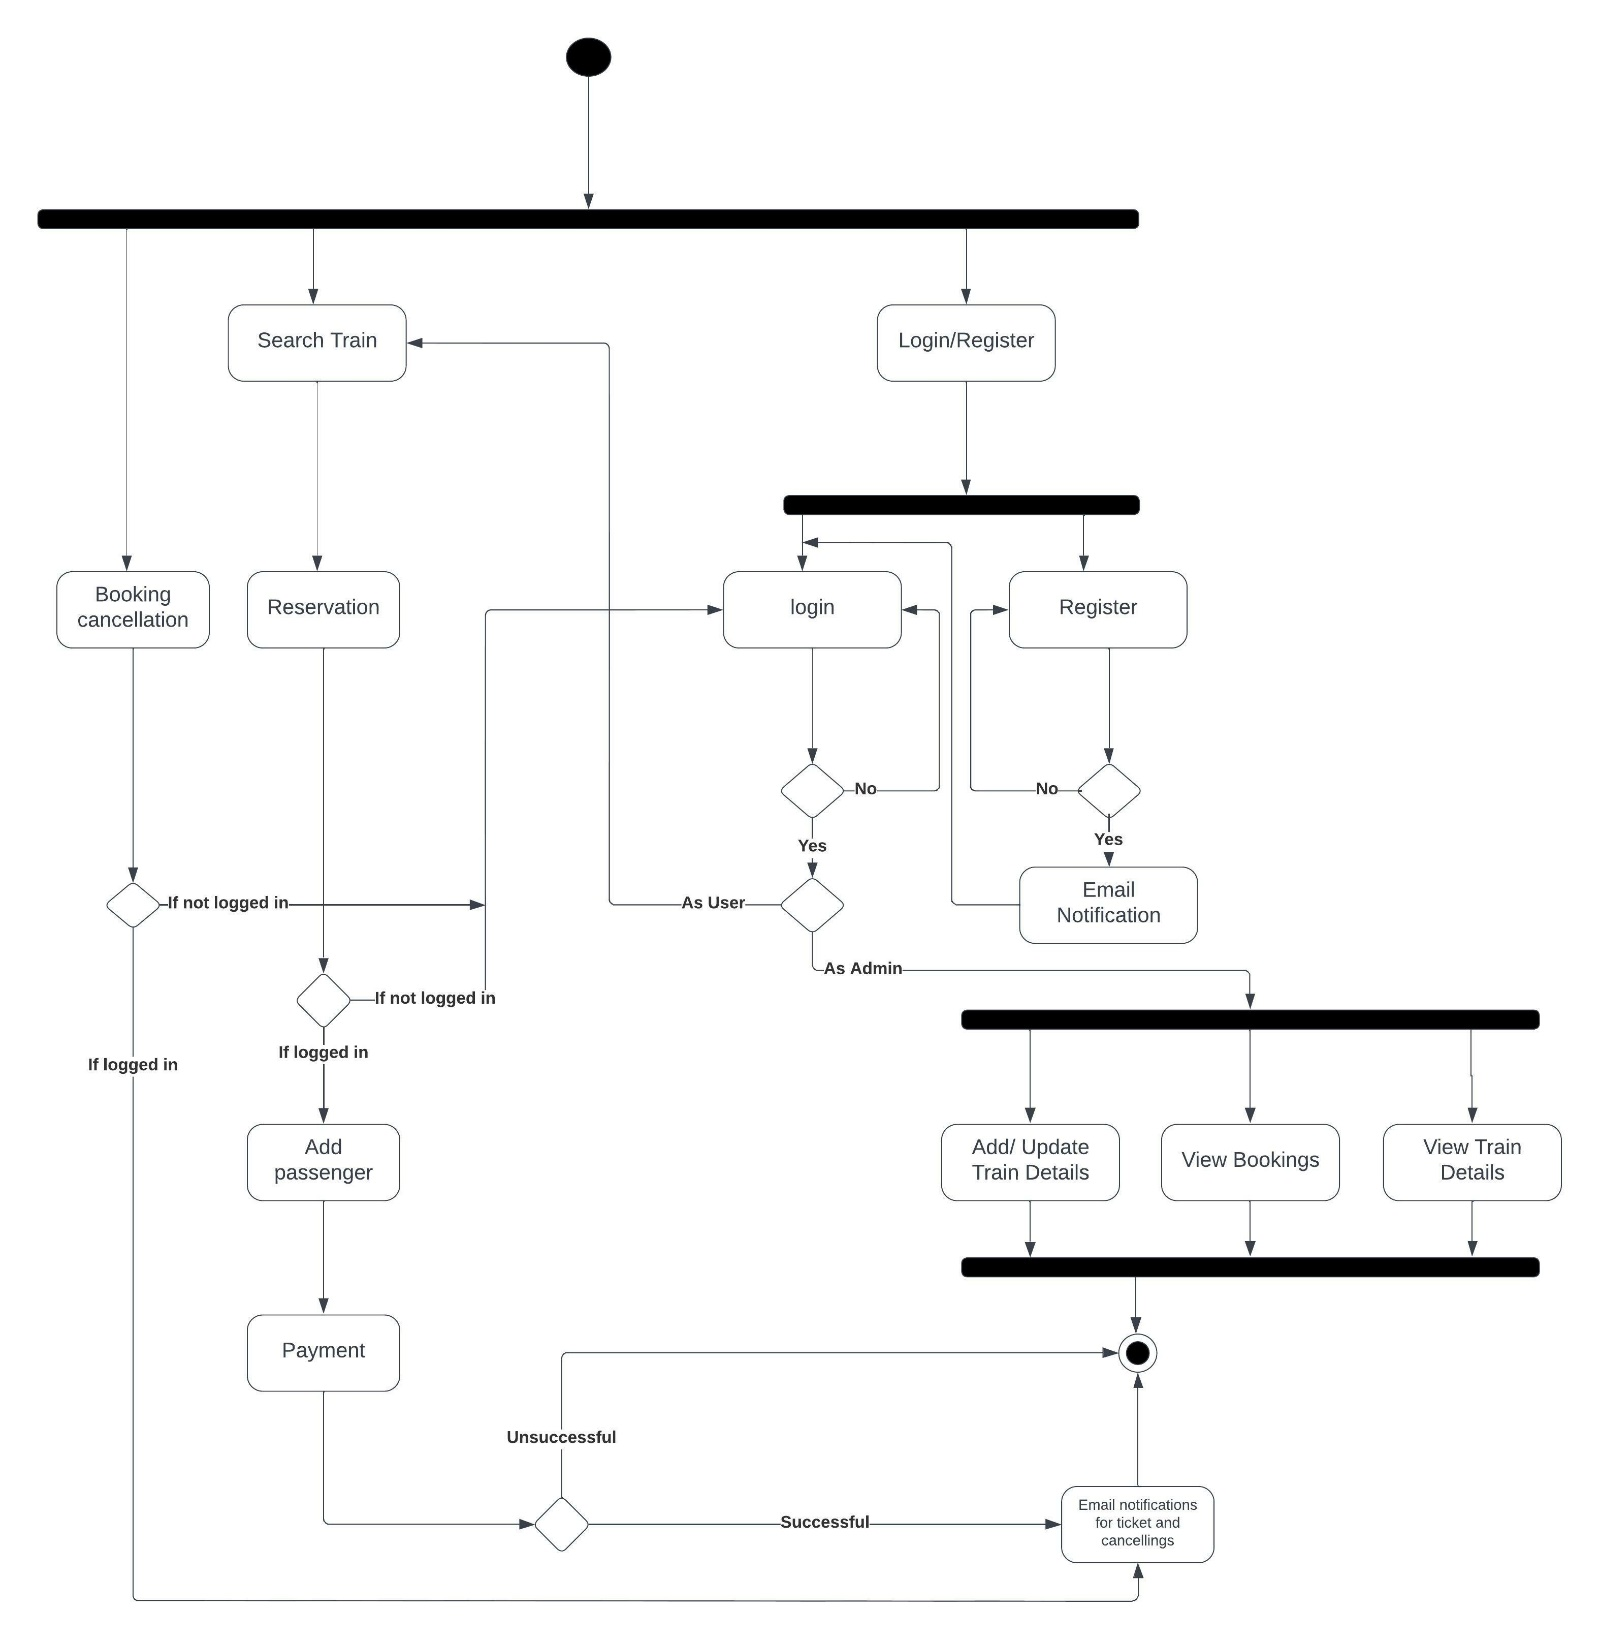 Search Train
Login/Register
Booking
cancellation
Reservation
login
Register
No
No
Yes
Yes
If not logged in
As User
Email
Notification
As Admin
If not logged in
If logged in
If logged in
Add
passenger
Add/ Update
Train Details
View Bookings
View Train
Details
Payment
Unsuccessful
Successful
Email notifications
for ticket and
cancellings